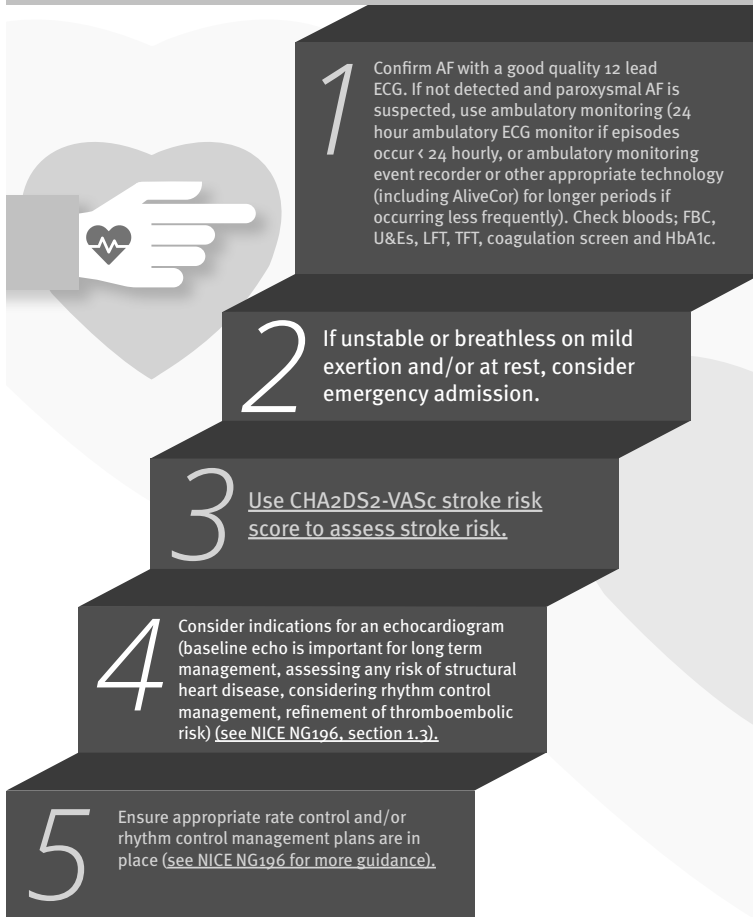 1
Confirm AF with a good quality 12 lead
ECG. If not detected and paroxysmal AF is
suspected, use ambulatory monitoring (24
hour ambulatory ECG monitor if episodes
occur < 24 hourly, or ambulatory monitoring
event recorder or other appropriate technology
(including AliveCor) for longer periods if
occurring less frequently). Check bloods; FBC,
U&Es, LFT, TFT, coagulation screen and HbA1c.
2
If unstable or breathless on mild
exertion and/or at rest, consider
emergency admission.
3
Use CHA2DS2-VASc stroke risk
score to assess stroke risk.
4
Consider indications for an echocardiogram
(baseline echo is important for long term
management, assessing any risk of structural
heart disease, considering rhythm control
management, refinement of thromboembolic
risk) (see NICE NG196, section 1.3).
5
Ensure appropriate rate control and/or
rhythm control management plans are in
place (see NICE NG196 for more guidance).